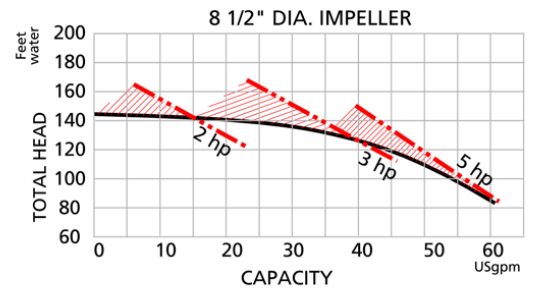 8 1/2" DIA. IMPELLER
Feet
water
200
180
160
140
120
100
80
60
TOTAL HEAD
2 hp
3 hp
5 hp
0 10 20 30 40 50 60
USgpm
CAPACITY